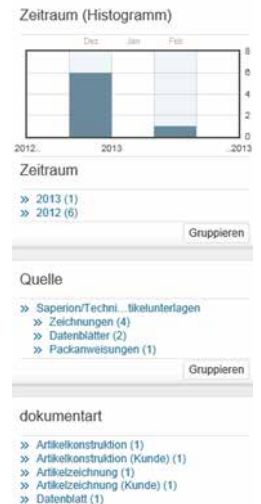 Zeitraum (Histogramm)
Dez Jan Feb
8
6
4
2
0
2012.. 2013 ..2013
Zeitraum
» 2013 (1)
» 2012 (6)
Gruppieren
Quelle
» Saperion/Techni...tikelunterlagen
» Zeichnungen (4)
» Datenblätter (2)
» Packanweisungen (1)
Gruppieren
dokumentart
» Artikelkonstruktion (1)
» Artikelkonstruktion (Kunde) (1)
» Artikelzeichnung (1)
» Artikelzeichnung (Kunde) (1)
» Datenblatt (1)